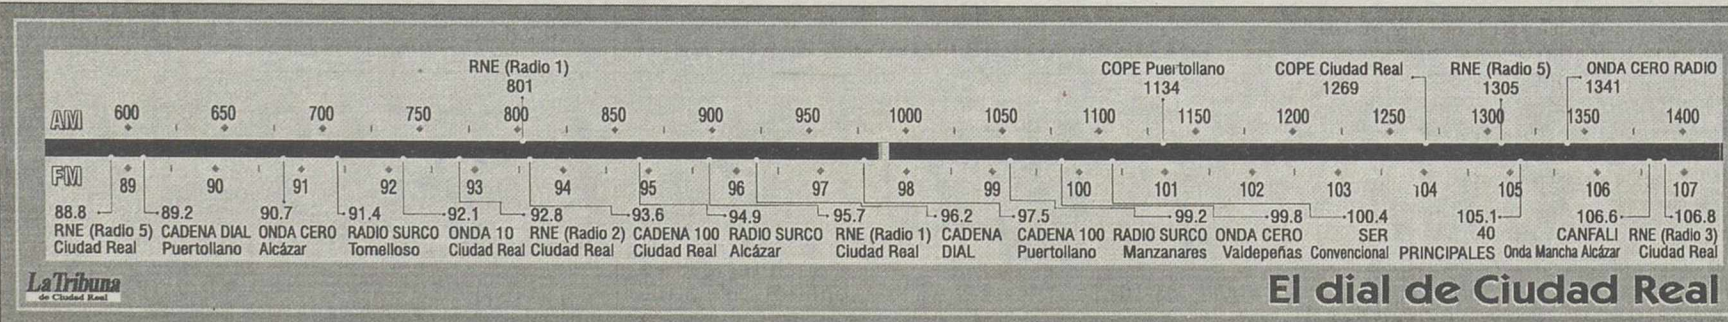 RNE (Radio 1) COPE Puertollano COPE Ciudad Real RNE (Radio 5) ONDA CERO RADIO
801 1134 1269 1305 1341
AM 600 650 700 750 800 850 900 950 1000 1050 1100 1150 1200 1250 1300 1350 1400
FM 89 90 91 92 93 94 95 96 97 98 99 100 101 102 103 104 105 106 107
88.8 89.2 90.7 91.4 92.1 92.8 93.6 94.9 95.7 96.2 97.5 99.2 99.8 100.4 105.1 106.6 106.8
RNE (Radio 5) CADENA DIAL ONDA CERO RADIO SURCO ONDA 10 RNE (Radio 2) CADENA 100 RADIO SURCO RNE (Radio 1) CADENA CADENA 100 RADIO SURCO ONDA CERO SER 40 CANFALI RNE (Radio 3)
Ciudad Real Puertollano Alcázar Tomelloso Ciudad Real Ciudad Real Ciudad Real Alcázar Ciudad Real DIAL Puertollano Manzanares Valdepeñas Convencional PRINCIPALES Onda Mancha Alcázar Ciudad Real
La Tribuna
de Ciudad Real
El dial de Ciudad Real